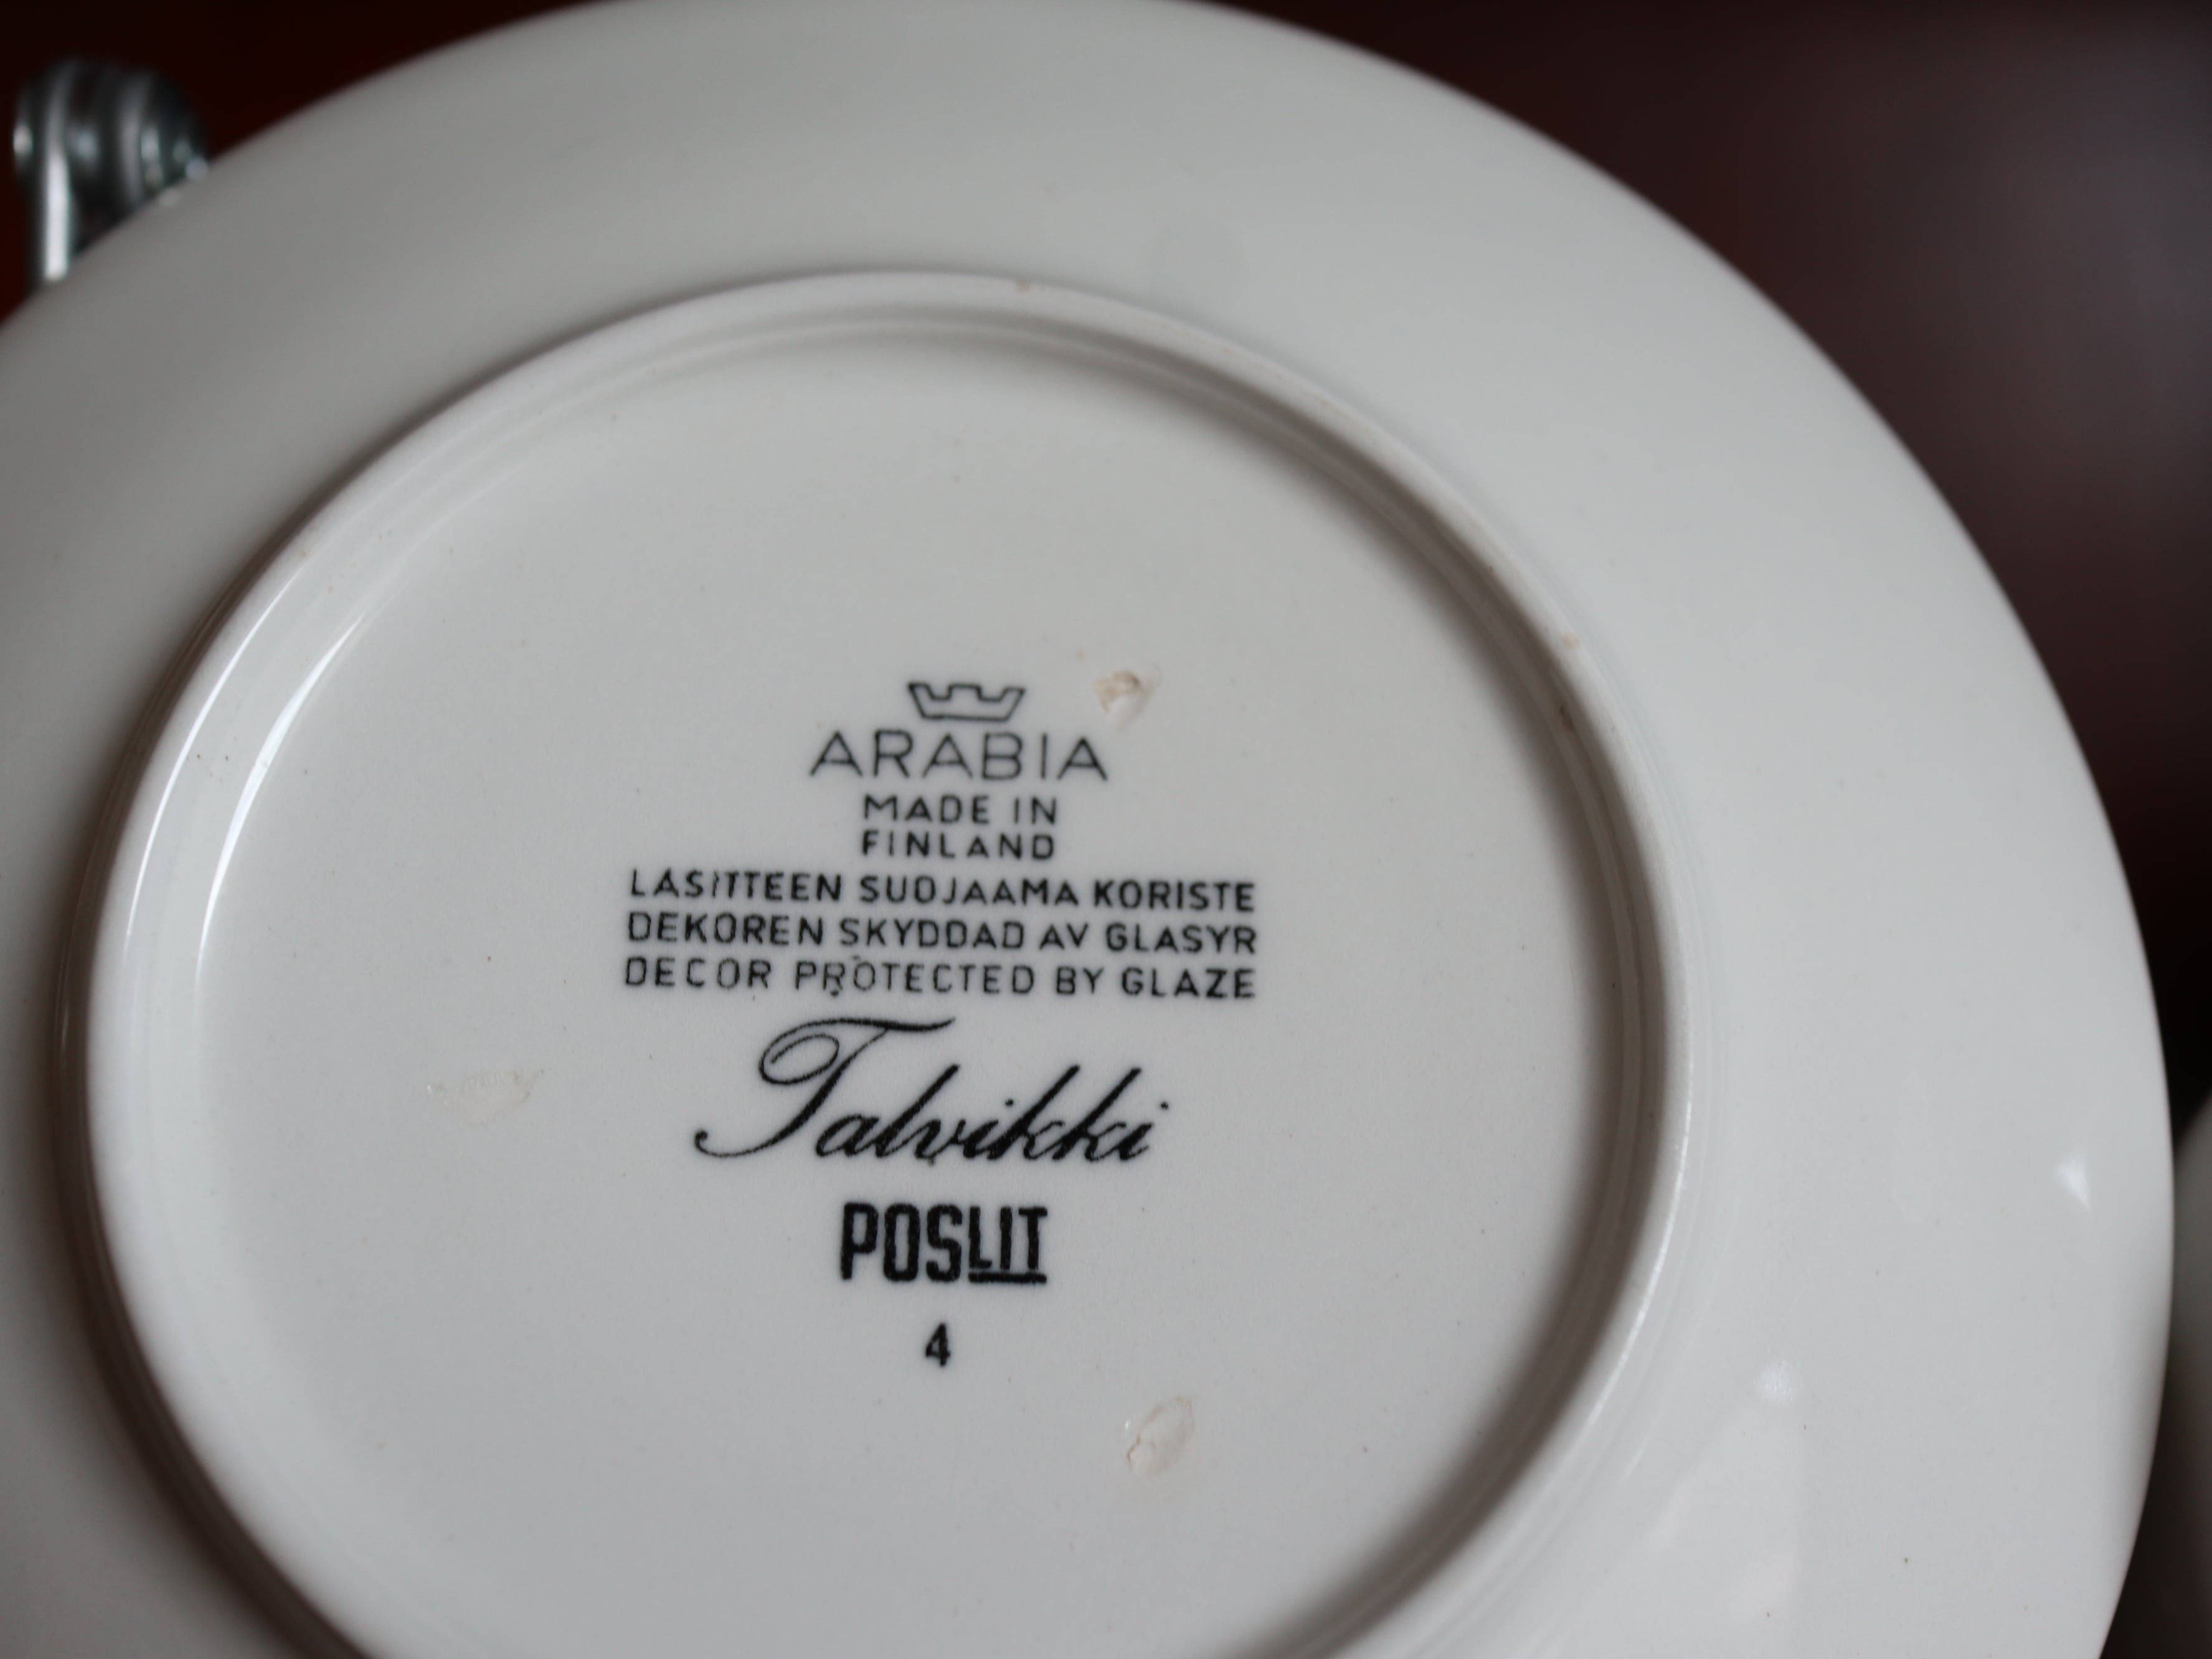 ARABIA
MADE IN
FINLAND
LASITTEEN SUOJAAMA KORISTE
DEKOREN SKYDDAD AV GLASYR
DECOR PROTECTED BY GLAZE
Talvikki
POSLIT
4